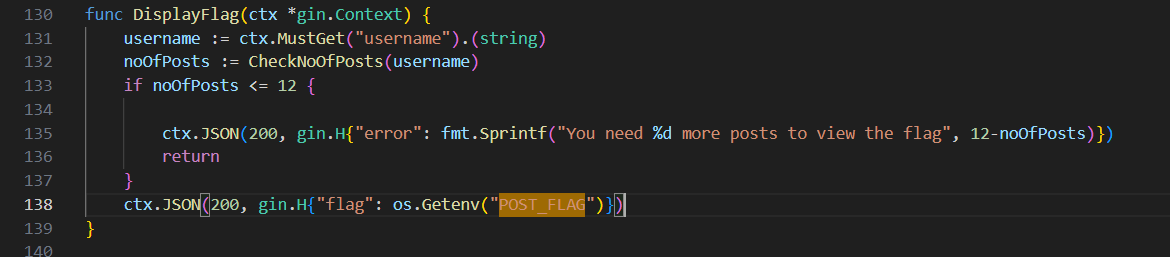 130 func DisplayFlag(ctx *gin.Context) {
131 username := ctx.MustGet("username").(string)
132 noOfPosts := CheckNoOfPosts(username)
133 if noOfPosts <= 12 {
134
135 ctx.JSON(200, gin.H{"error": fmt.Sprintf("You need %d more posts to view the flag", 12-noOfPosts)})
136 return
137 }
138 ctx.JSON(200, gin.H{"flag": os.Getenv("POST_FLAG")})
139 }
140